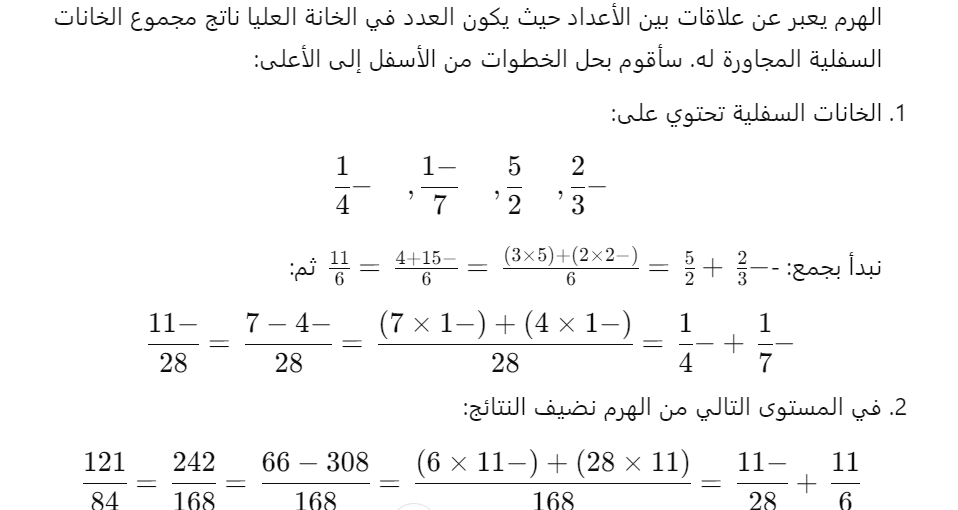 الهرم يعبر عن علاقات بين الأعداد حيث يكون العدد في الخانة العليا ناتج مجموع الخانات
السفلية المجاورة له. سأقوم بحل الخطوات من الأسفل إلى الأعلى:
1. الخانات السفلية تحتوي على:
−2/3 , 5/2 , −1/7 , −1/4
نبدأ بجمع: -−2/3 + 5/2 = ((−2×2)+(3×5))/6 = (−4+15)/6 = 11/6 ثم:
−1/7 + −1/4 = ((−1 × 4) + (−1 × 7))/28 = (−4 − 7)/28 = −11/28
2. في المستوى التالي من الهرم نضيف النتائج:
11/6 + −11/28 = ((11 × 28) + (−11 × 6))/168 = (308 − 66)/168 = 242/168 = 121/84